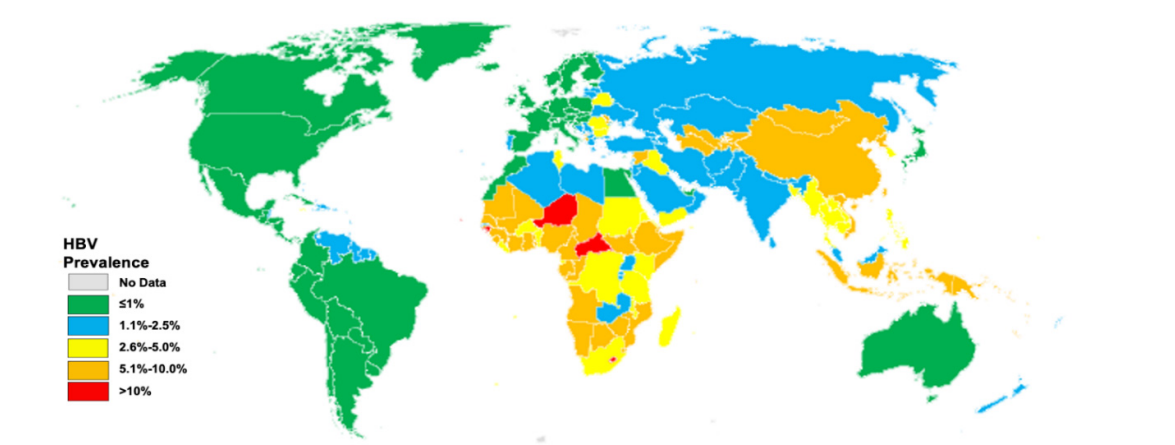 HBV
Prevalence
No Data
≤1%
1.1%-2.5%
2.6%-5.0%
5.1%-10.0%
>10%